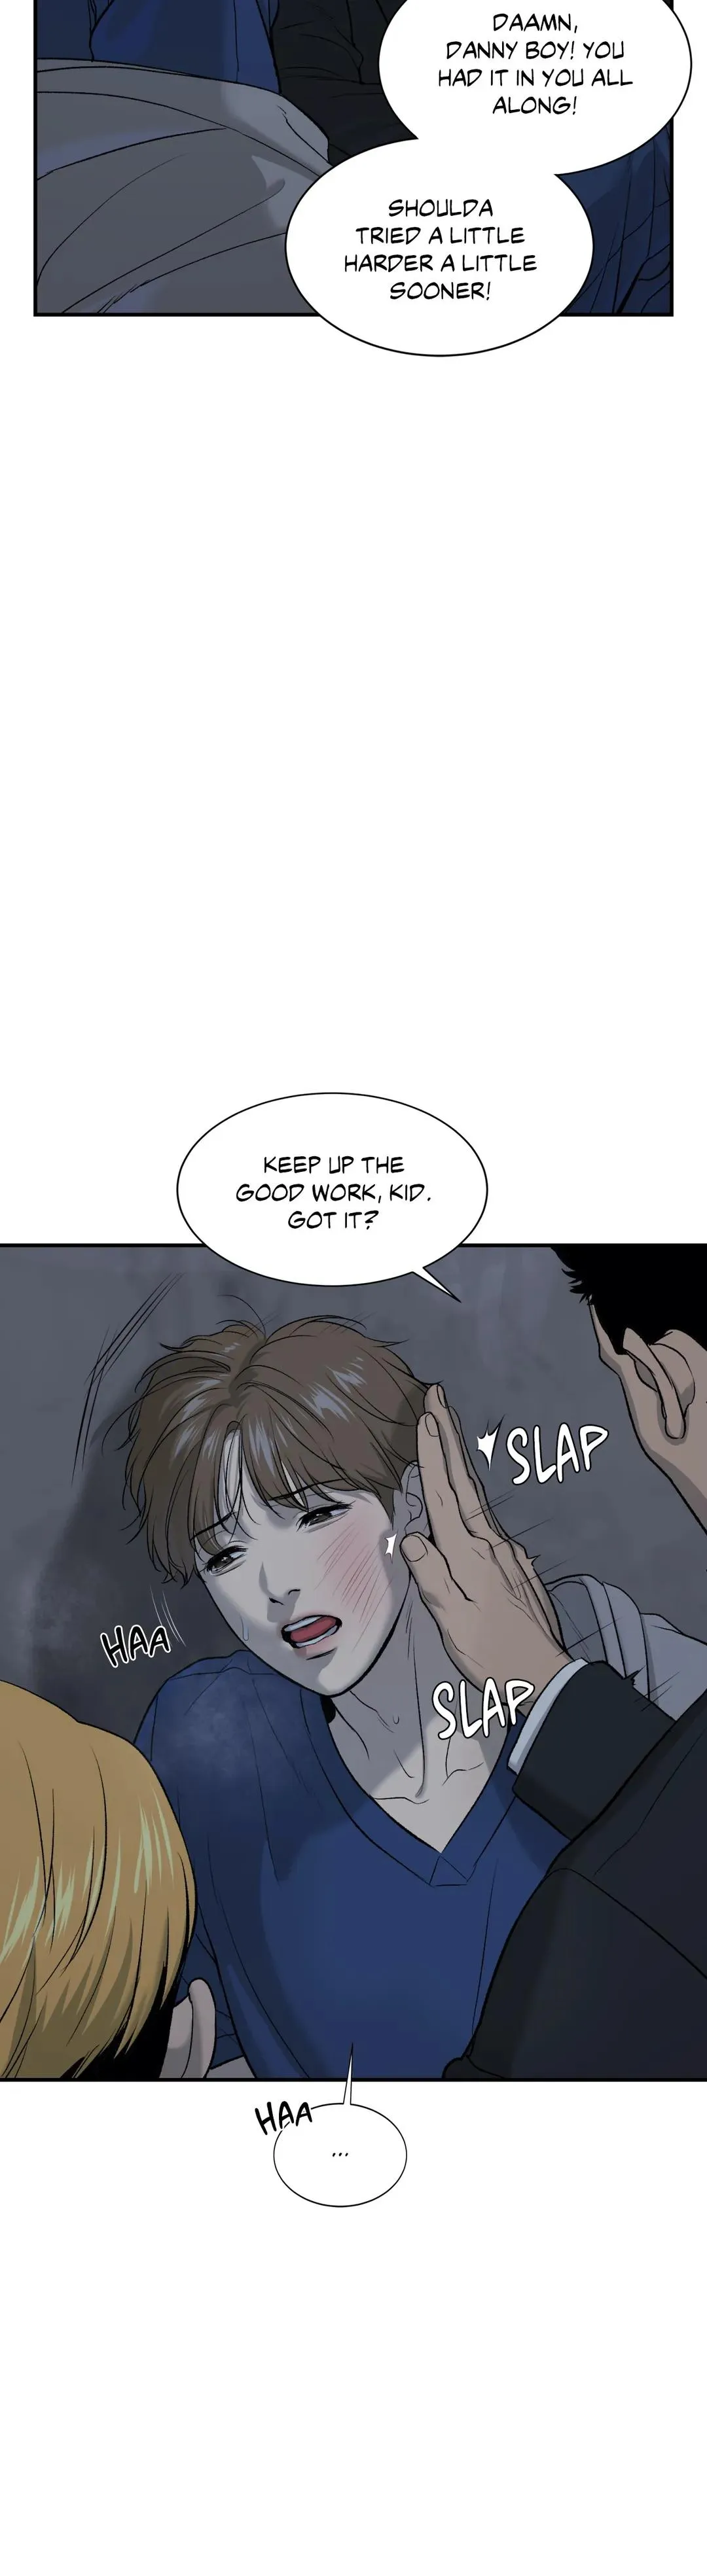 DAAMN,
DANNY BOY! YOU
HAD IT IN YOU ALL
ALONG!
SHOULDA
TRIED A LITTLE
HARDER A LITTLE
SOONER!
KEEP UP THE
GOOD WORK, KID.
GOT IT?
SLAP
HAA
SLAP
HAA
...